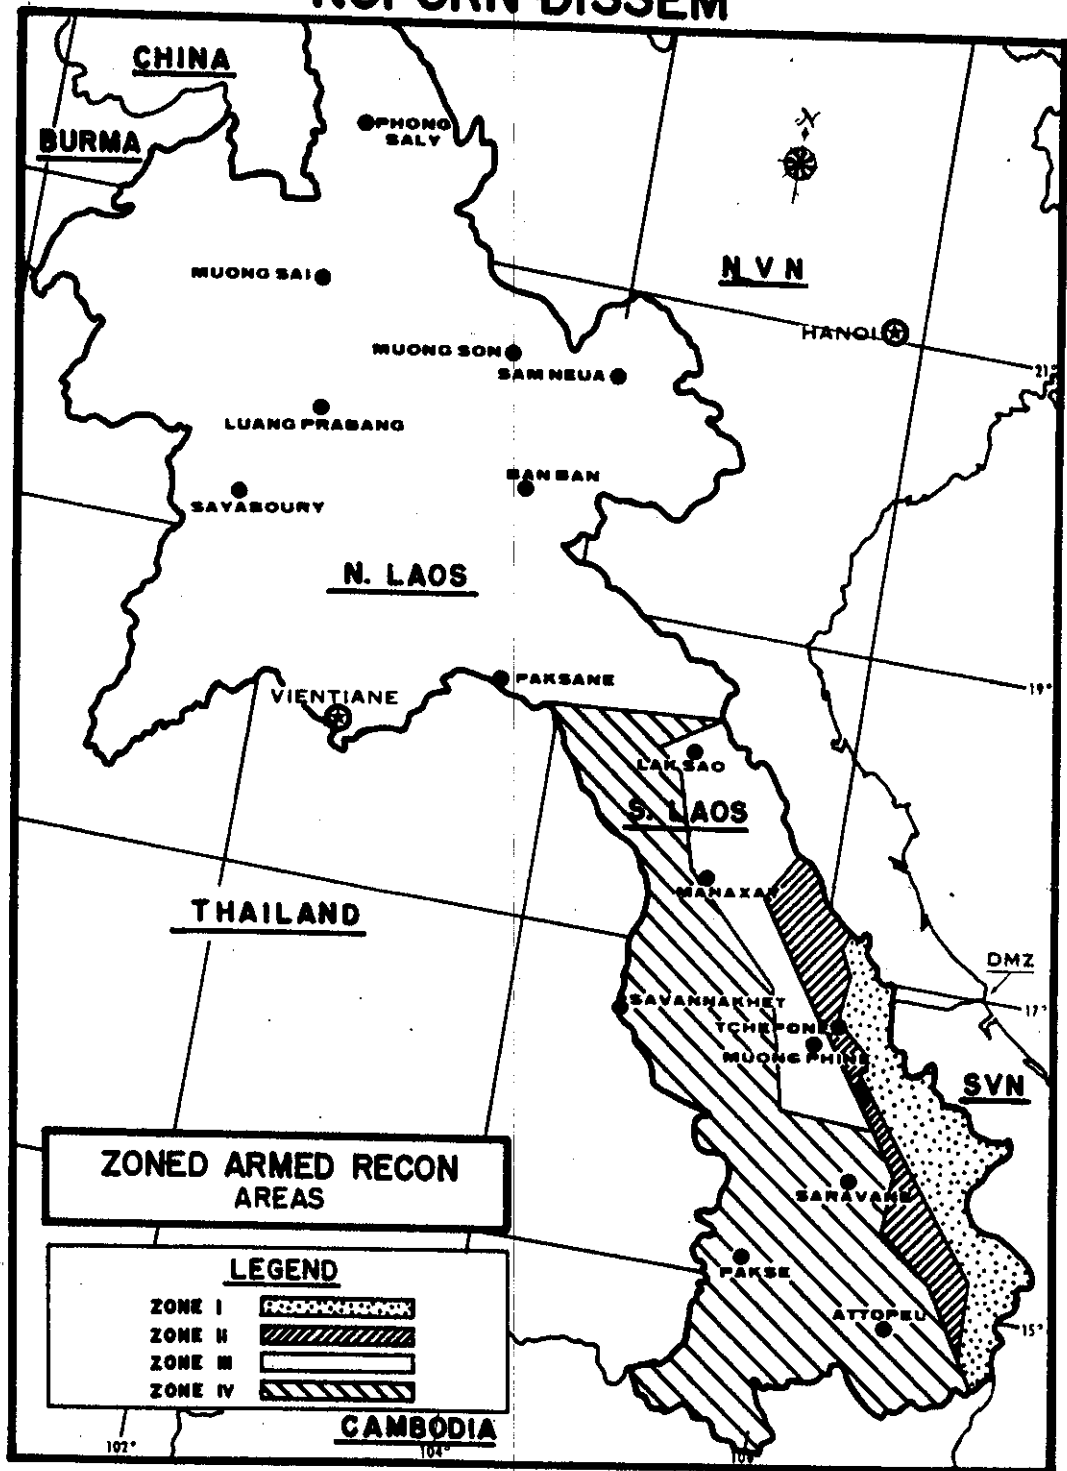 NOFORN DISSEM
CHINA
BURMA
PHONG
SALY
N
NVN
MUONG SAI
HANOI
MUONG SON
SAM NEUA
21°
LUANG PRABANG
BAN BAN
SAYABOURY
N. LAOS
19°
PAKSANE
VIENTIANE
LAK SAO
S. LAOS
MAHAXAY
THAILAND
DMZ
SAVANNAKHET
17°
TCHEPONE
MUONG PHINE
SVN
ZONED ARMED RECON
AREAS
SARAVANE
LEGEND
PAKSE
ZONE I
ATTOPEU
15°
ZONE II
ZONE III
ZONE IV
CAMBODIA
102°
104°
106°